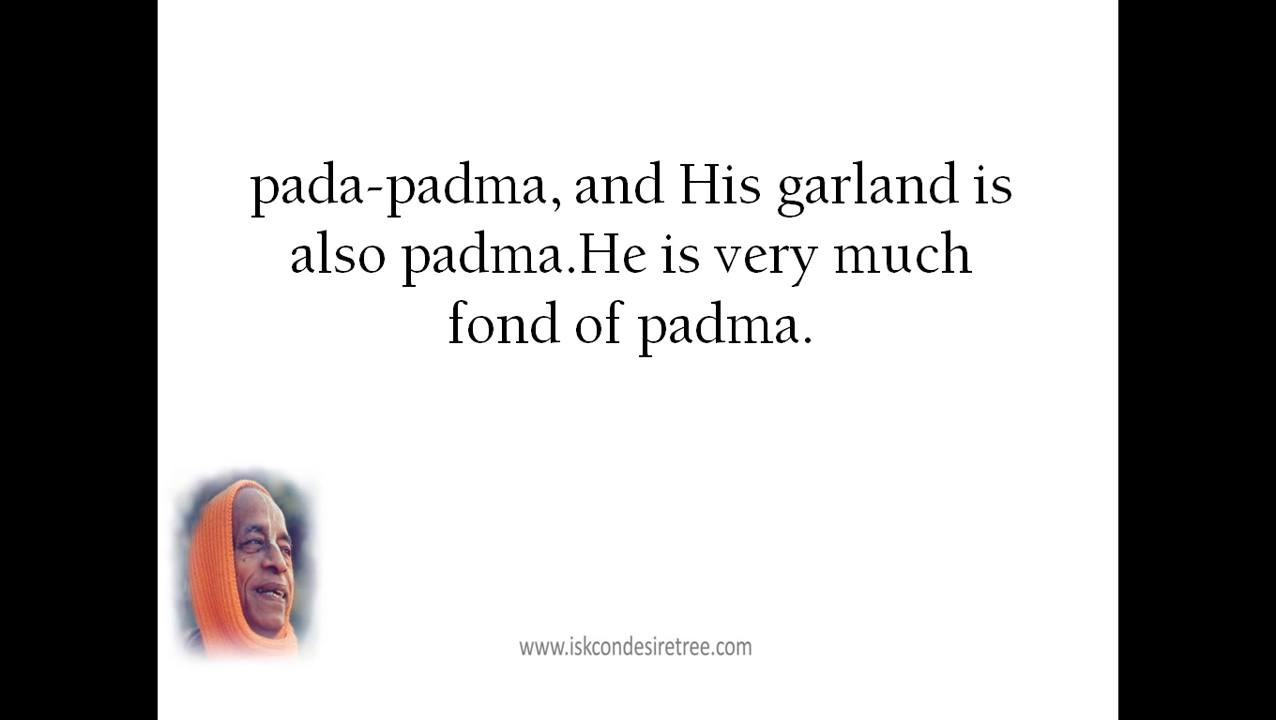 pada-padma, and His garland is
also padma.He is very much
fond of padma.
www.iskcondesiretree.com